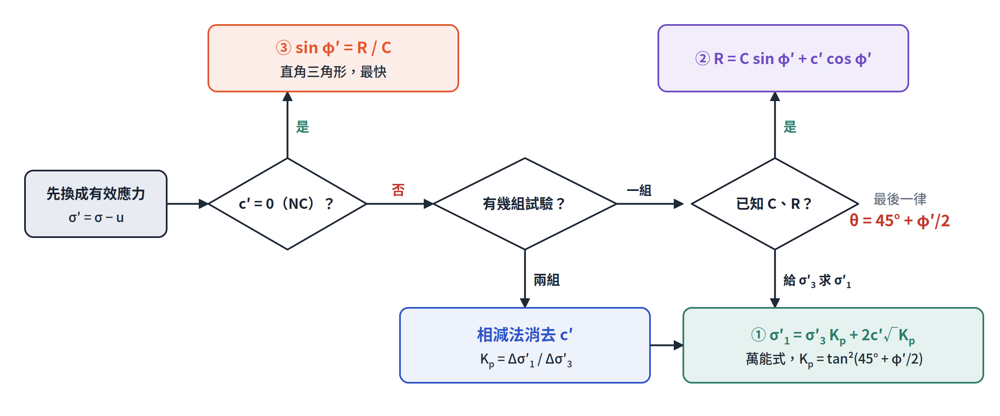 ③ sin ϕ′ = R / C
直角三角形，最快
② R = C sin ϕ′ + c′ cos ϕ′
是
是
先換成有效應力
σ′ = σ − u
c′ = 0（NC）？
否
有幾組試驗？
一組
已知 C、R？
最後一律
θ = 45° + ϕ′/2
兩組
給 σ′₃ 求 σ′₁
相減法消去 c′
Kₚ = Δσ′₁ / Δσ′₃
① σ′₁ = σ′₃ Kₚ + 2c′√Kₚ
萬能式，Kₚ = tan²(45° + ϕ′/2)